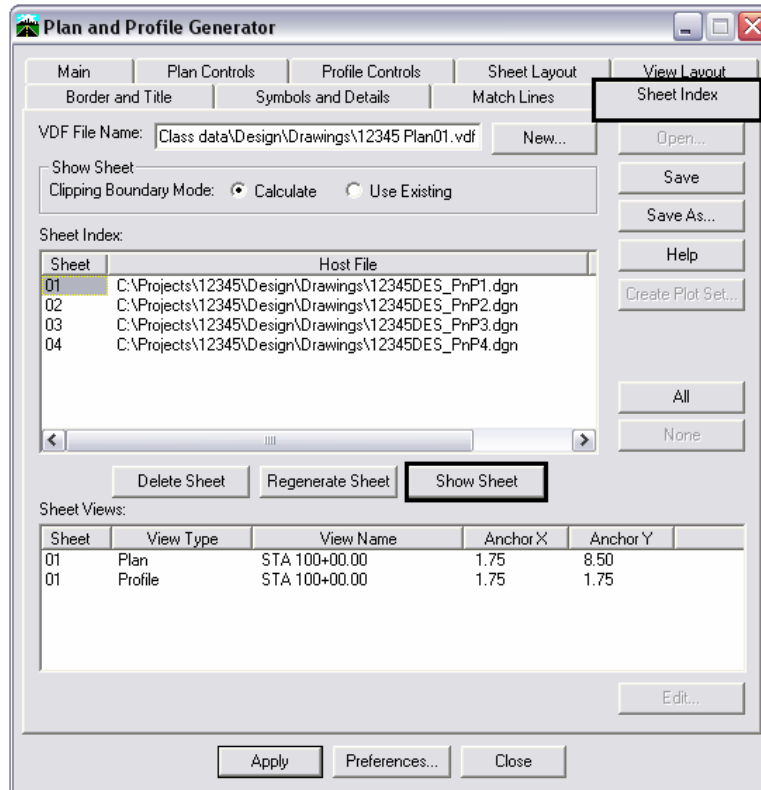 Plan and Profile Generator
Main Plan Controls Profile Controls Sheet Layout View Layout
Border and Title Symbols and Details Match Lines Sheet Index
VDF File Name: Class data\Design\Drawings\12345 Plan01.vdf New... Open...
Show Sheet
Clipping Boundary Mode: Calculate Use Existing
Save
Save As...
Sheet Index:
Help
Sheet Host File
01 C:\Projects\12345\Design\Drawings\12345DES_PnP1.dgn
Create Plot Set...
02 C:\Projects\12345\Design\Drawings\12345DES_PnP2.dgn
03 C:\Projects\12345\Design\Drawings\12345DES_PnP3.dgn
04 C:\Projects\12345\Design\Drawings\12345DES_PnP4.dgn
All
None
Delete Sheet Regenerate Sheet Show Sheet
Sheet Views:
Sheet View Type View Name Anchor X Anchor Y
01 Plan STA 100+00.00 1.75 8.50
01 Profile STA 100+00.00 1.75 1.75
Edit...
Apply Preferences... Close